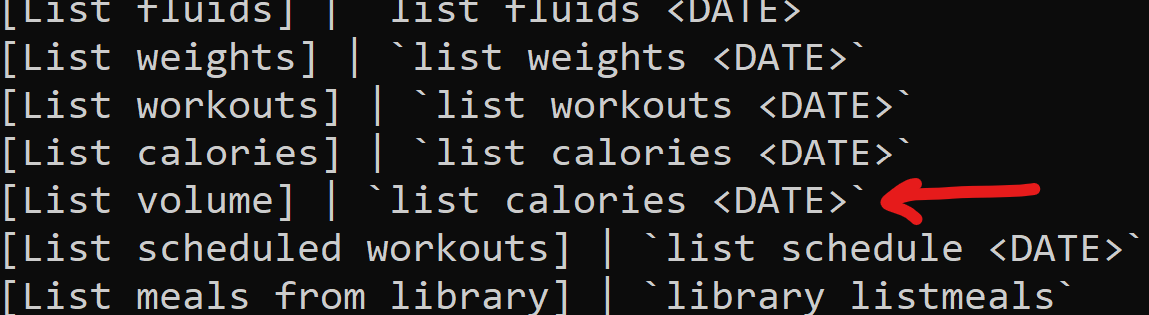 [List fluids] | `list fluids <DATE>
[List weights] | `list weights <DATE>`
[List workouts] | `list workouts <DATE>`
[List calories] | `list calories <DATE>`
[List volume] | `list calories <DATE>`
[List scheduled workouts] | `list schedule <DATE>`
[List meals from library] | `library listmeals`